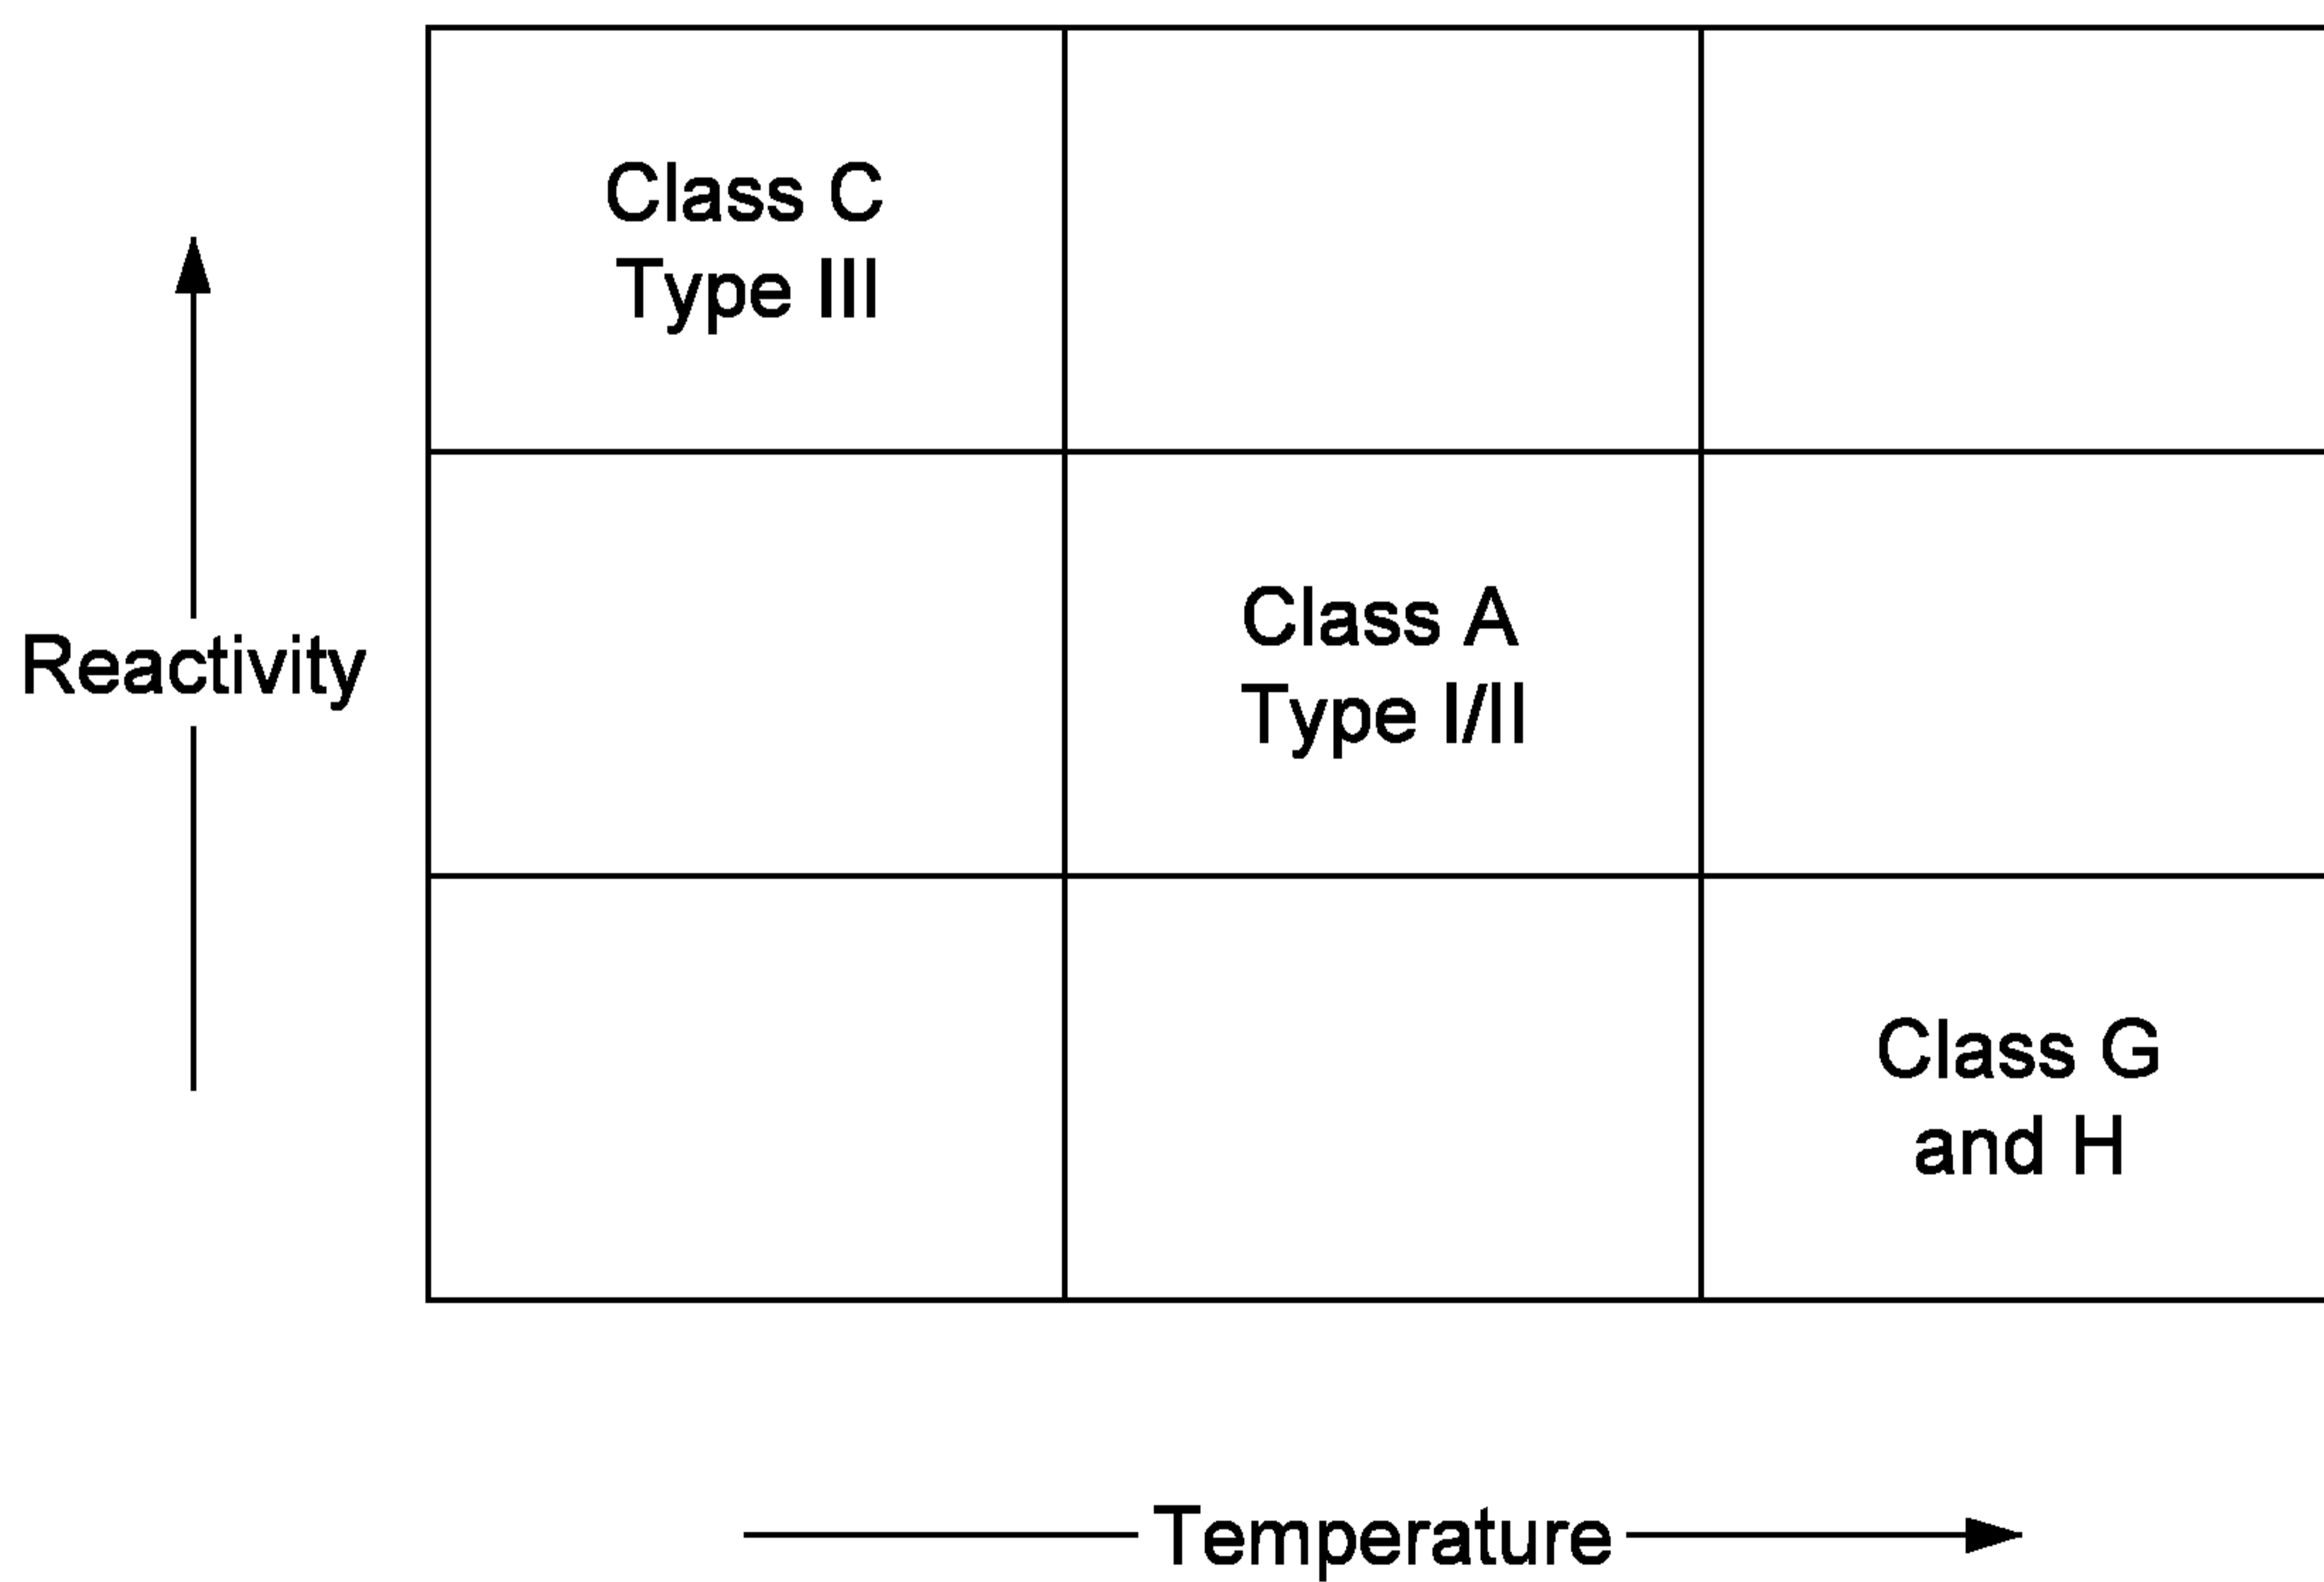 Class C
Type III
Reactivity
Class A
Type I/II
Class G
and H
Temperature